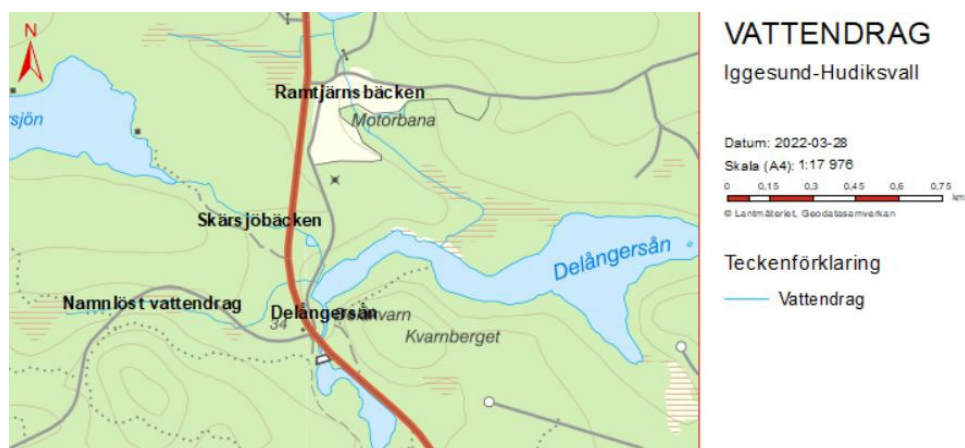 N
Ramtjärnsbäcken
Motorbana
sjön
Skärsjöbäcken
Delångersån
Namnlöst vattendrag
Delångersån
34
Kvarnberget
VATTENDRAG
Iggesund-Hudiksvall
Datum: 2022-03-28
Skala (A4): 1:17 976
0 0,15 0,3 0,45 0,6 0,75
km
© Lantmäteriet, Geodatasamverkan
Teckenförklaring
Vattendrag